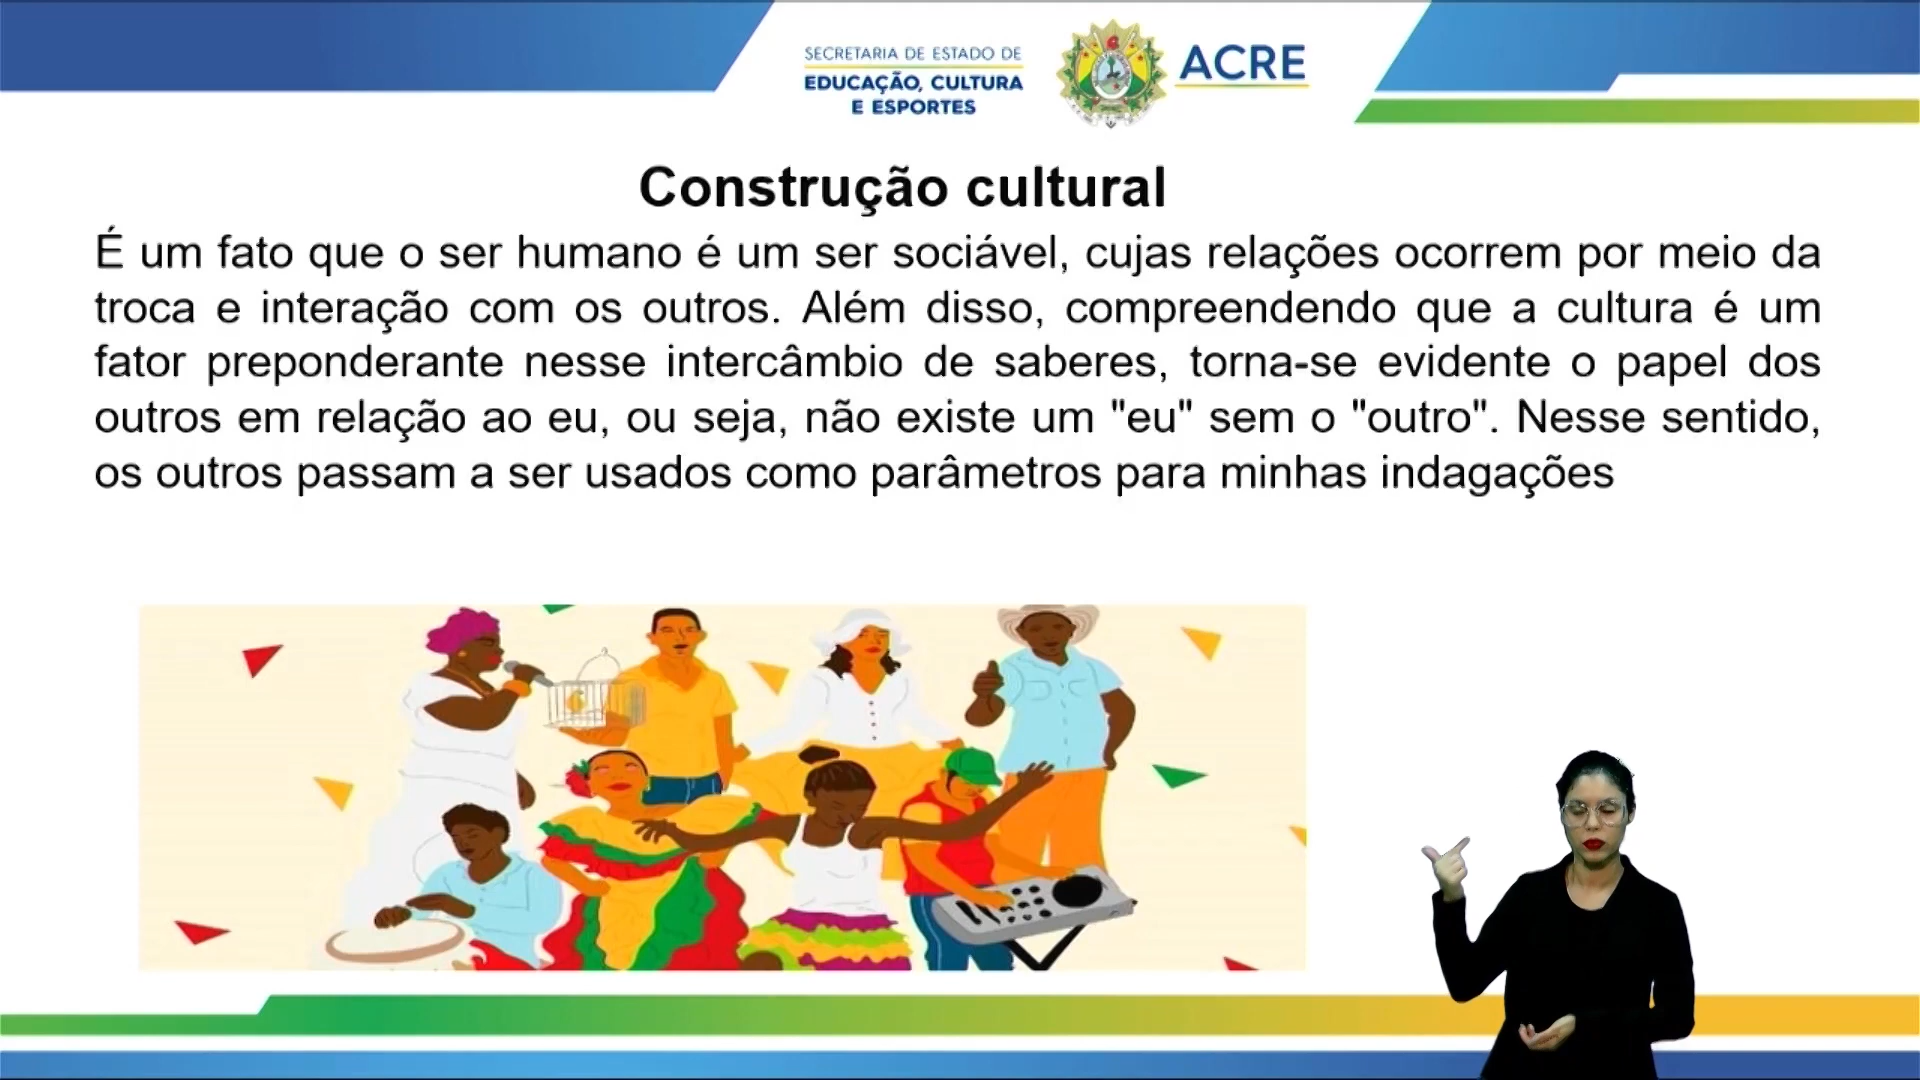 SECRETARIA DE ESTADO DE
EDUCAÇÃO, CULTURA
E ESPORTES
ACRE
Construção cultural
É um fato que o ser humano é um ser sociável, cujas relações ocorrem por meio da
troca e interação com os outros. Além disso, compreendendo que a cultura é um
fator preponderante nesse intercâmbio de saberes, torna-se evidente o papel dos
outros em relação ao eu, ou seja, não existe um "eu" sem o "outro". Nesse sentido,
os outros passam a ser usados como parâmetros para minhas indagações